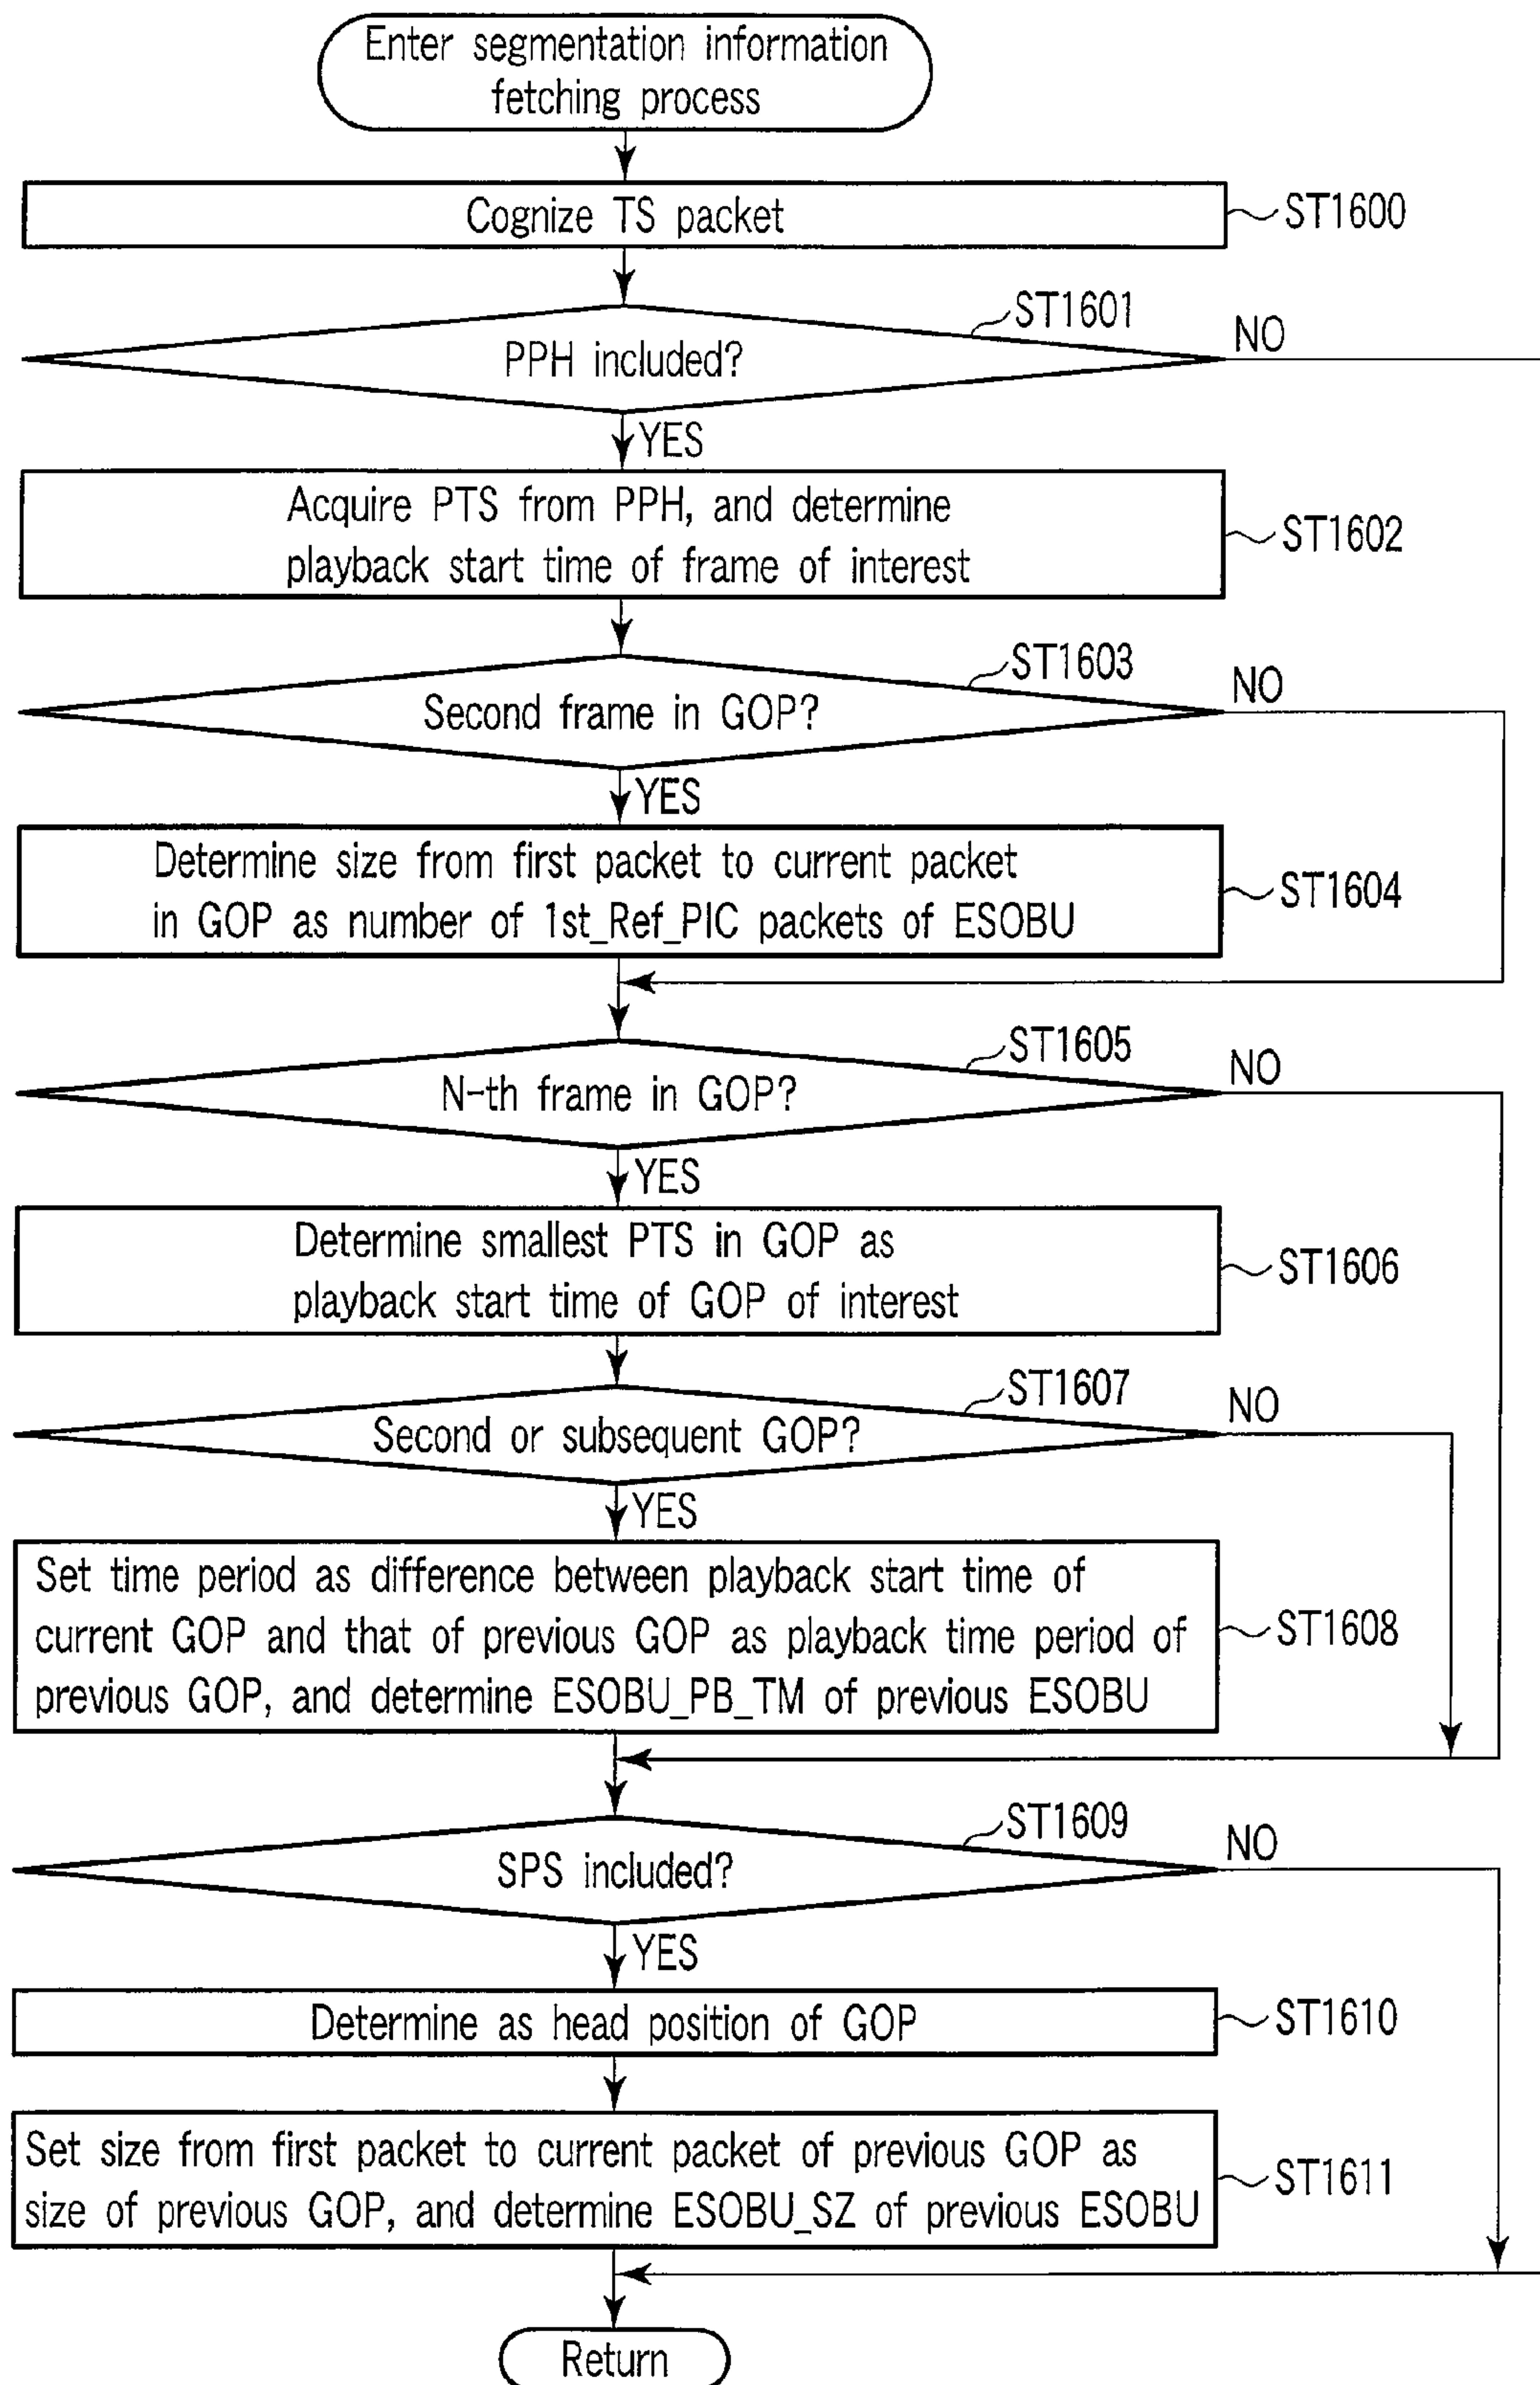 Enter segmentation information
fetching process
Cognize TS packet
ST1600
ST1601
NO
PPH included?
YES
Acquire PTS from PPH, and determine
playback start time of frame of interest
ST1602
ST1603
NO
Second frame in GOP?
YES
Determine size from first packet to current packet
in GOP as number of 1st_Ref_PIC packets of ESOBU
ST1604
ST1605
NO
N-th frame in GOP?
YES
Determine smallest PTS in GOP as
playback start time of GOP of interest
ST1606
ST1607
NO
Second or subsequent GOP?
YES
Set time period as difference between playback start time of
current GOP and that of previous GOP as playback time period of
previous GOP, and determine ESOBU_PB_TM of previous ESOBU
ST1608
ST1609
NO
SPS included?
YES
Determine as head position of GOP
ST1610
Set size from first packet to current packet of previous GOP as
size of previous GOP, and determine ESOBU_SZ of previous ESOBU
ST1611
Return